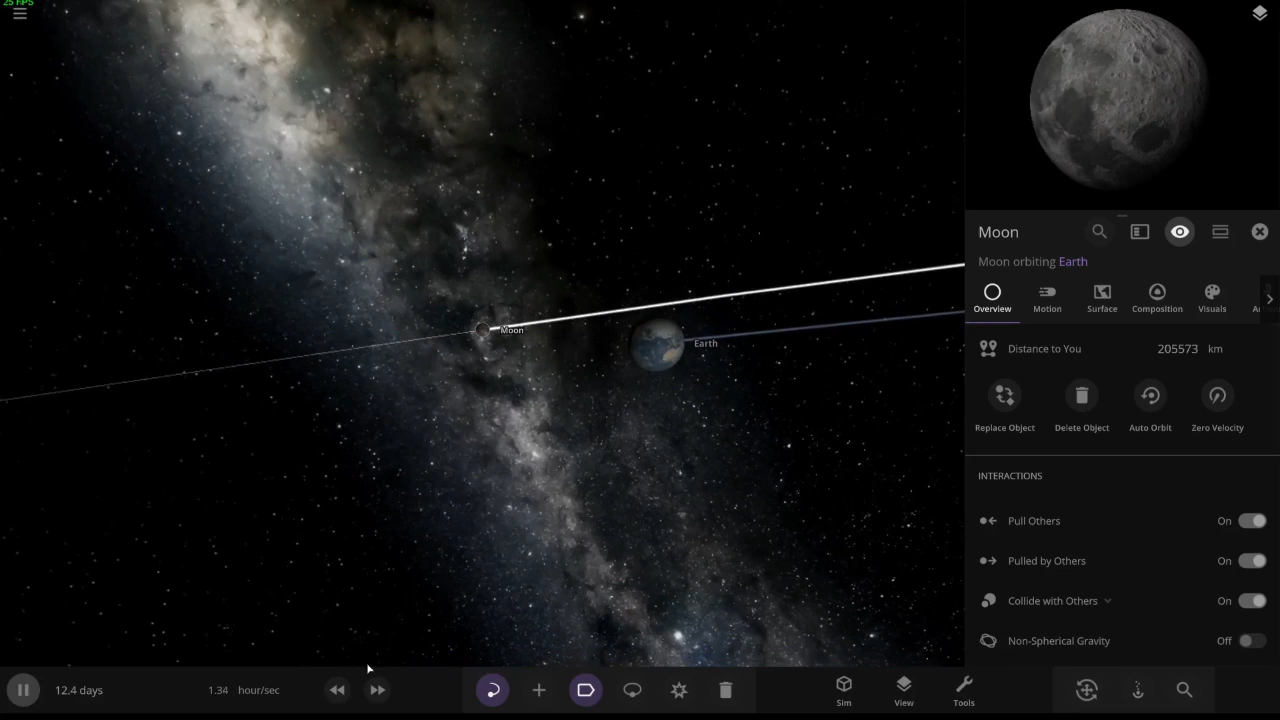 25 FPS
Moon
Earth
Moon
Moon orbiting Earth
Overview
Motion
Surface
Composition
Visuals
Distance to You 205573 km
Replace Object
Delete Object
Auto Orbit
Zero Velocity
INTERACTIONS
Pull Others On
Pulled by Others On
Collide with Others On
Non-Spherical Gravity Off
12.4 days
1.34 hour/sec
Sim
View
Tools